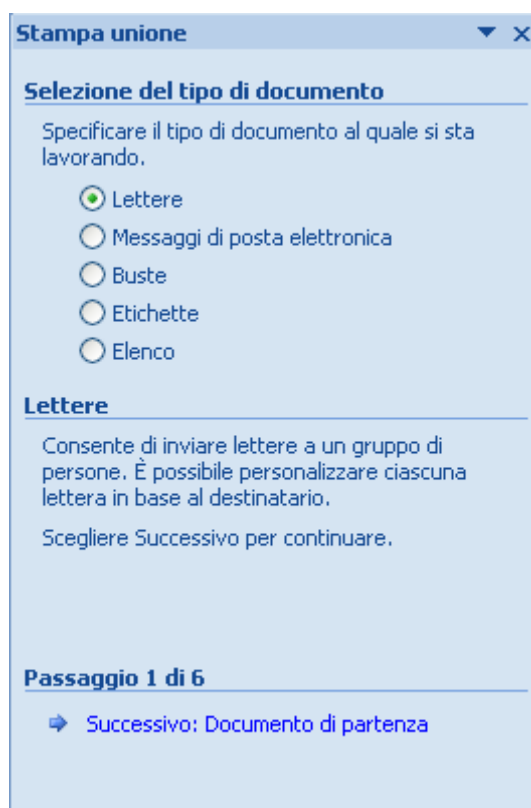 Stampa unione
Selezione del tipo di documento
Specificare il tipo di documento al quale si sta
lavorando.
Lettere
Messaggi di posta elettronica
Buste
Etichette
Elenco
Lettere
Consente di inviare lettere a un gruppo di
persone. È possibile personalizzare ciascuna
lettera in base al destinatario.
Scegliere Successivo per continuare.
Passaggio 1 di 6
Successivo: Documento di partenza